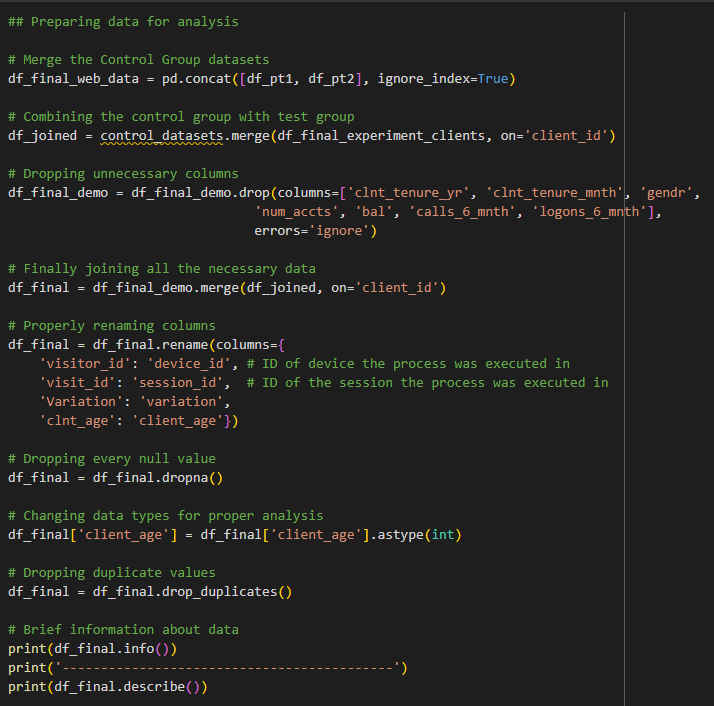 ## Preparing data for analysis
# Merge the Control Group datasets
df_final_web_data = pd.concat([df_pt1, df_pt2], ignore_index=True)
# Combining the control group with test group
df_joined = control_datasets.merge(df_final_experiment_clients, on='client_id')
# Dropping unnecessary columns
df_final_demo = df_final_demo.drop(columns=['clnt_tenure_yr', 'clnt_tenure_mnth', 'gendr',
'num_accts', 'bal', 'calls_6_mnth', 'logons_6_mnth'],
errors='ignore')
# Finally joining all the necessary data
df_final = df_final_demo.merge(df_joined, on='client_id')
# Properly renaming columns
df_final = df_final.rename(columns={
'visitor_id': 'device_id', # ID of device the process was executed in
'visit_id': 'session_id',  # ID of the session the process was executed in
'Variation': 'variation',
'clnt_age': 'client_age'})
# Dropping every null value
df_final = df_final.dropna()
# Changing data types for proper analysis
df_final['client_age'] = df_final['client_age'].astype(int)
# Dropping duplicate values
df_final = df_final.drop_duplicates()
# Brief information about data
print(df_final.info())
print('-------------------------------------------')
print(df_final.describe())